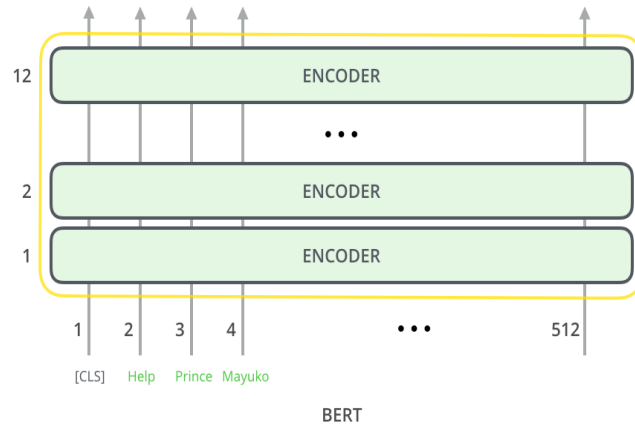 12 ENCODER
...
2 ENCODER
1 ENCODER
1 2 3 4 ... 512
[CLS] Help Prince Mayuko
BERT